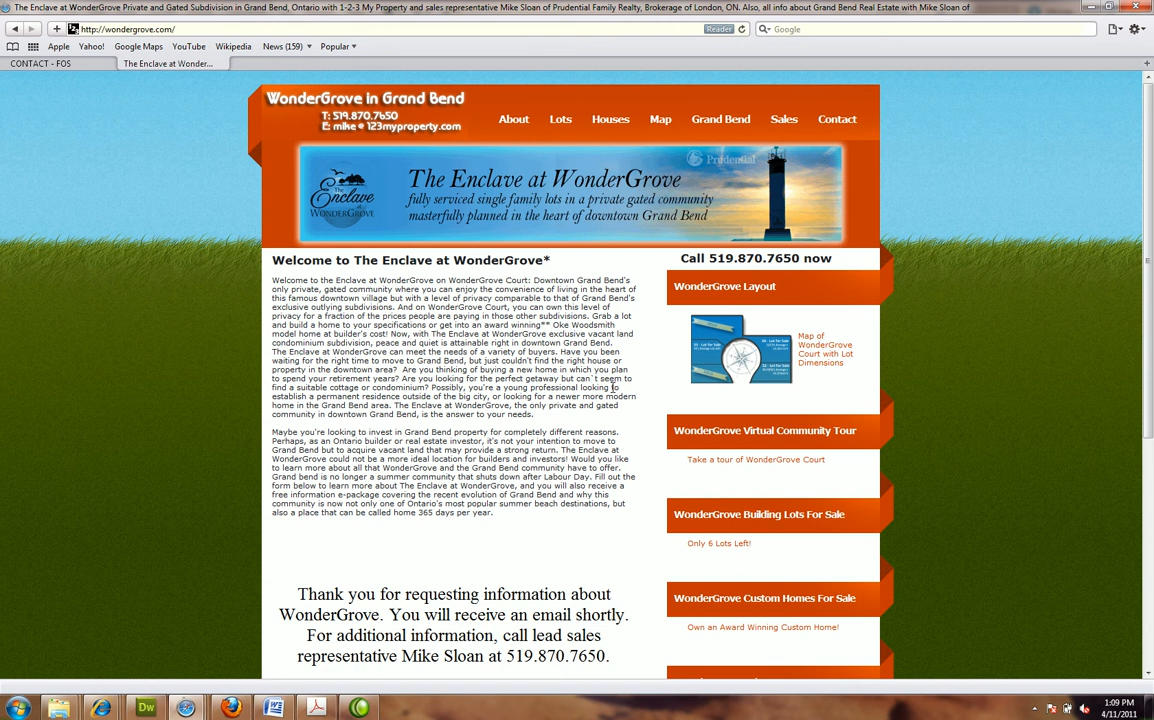 The Enclave at WonderGrove Private and Gated Subdivision in Grand Bend, Ontario with 1-2-3 My Property and sales representative Mike Sloan of Prudential Family Realty, Brokerage of London, ON. Also, all info about Grand Bend Real Estate with Mike Sloan of
http://wondergrove.com/
Reader
Google
Apple
Yahoo!
Google Maps
YouTube
Wikipedia
News (159)
Popular
CONTACT - FOS
The Enclave at Wonder...
WonderGrove in Grand Bend
T: 519.870.7650
E: mike @ 123myproperty.com
About
Lots
Houses
Map
Grand Bend
Sales
Contact
Prudential
The Enclave at WONDERGROVE
The Enclave at WonderGrove
fully serviced single family lots in a private gated community
masterfully planned in the heart of downtown Grand Bend
Welcome to The Enclave at WonderGrove*
Welcome to the Enclave at WonderGrove on WonderGrove Court: Downtown Grand Bend's
only private, gated community where you can enjoy the convenience of living in the heart of
this famous downtown village but with a level of privacy comparable to that of Grand Bend's
exclusive outlying subdivisions. And on WonderGrove Court, you can own this level of
privacy for a fraction of the prices people are paying in those other subdivisions. Grab a lot
and build a home to your specifications or get into an award winning** Oke Woodsmith
model home at builder's cost! Now, with The Enclave at WonderGrove exclusive vacant land
condominium subdivision, peace and quiet is attainable right in downtown Grand Bend.
The Enclave at WonderGrove can meet the needs of a variety of buyers. Have you been
waiting for the right time to move to Grand Bend, but just couldn't find the right house or
property in the downtown area? Are you thinking of buying a new home in which you plan
to spend your retirement years? Are you looking for the perfect getaway but can`t seem to
find a suitable cottage or condominium? Possibly, you're a young professional looking to
establish a permanent residence outside of the big city, or looking for a newer more modern
home in the Grand Bend area. The Enclave at WonderGrove, the only private and gated
community in downtown Grand Bend, is the answer to your needs.
Maybe you're looking to invest in Grand Bend property for completely different reasons.
Perhaps, as an Ontario builder or real estate investor, it's not your intention to move to
Grand Bend but to acquire vacant land that may provide a strong return. The Enclave at
WonderGrove could not be a more ideal location for builders and investors! Would you like
to learn more about all that WonderGrove and the Grand Bend community have to offer.
Grand bend is no longer a summer community that shuts down after Labour Day. Fill out the
form below to learn more about The Enclave at WonderGrove, and you will also receive a
free information e-package covering the recent evolution of Grand Bend and why this
community is now not only one of Ontario's most popular summer beach destinations, but
also a place that can be called home 365 days per year.
Thank you for requesting information about
WonderGrove. You will receive an email shortly.
For additional information, call lead sales
representative Mike Sloan at 519.870.7650.
Call 519.870.7650 now
WonderGrove Layout
Map of
WonderGrove
Court with Lot
Dimensions
WonderGrove Virtual Community Tour
Take a tour of WonderGrove Court
WonderGrove Building Lots For Sale
Only 6 Lots Left!
WonderGrove Custom Homes For Sale
Own an Award Winning Custom Home!
Dw
1:09 PM
4/11/2011